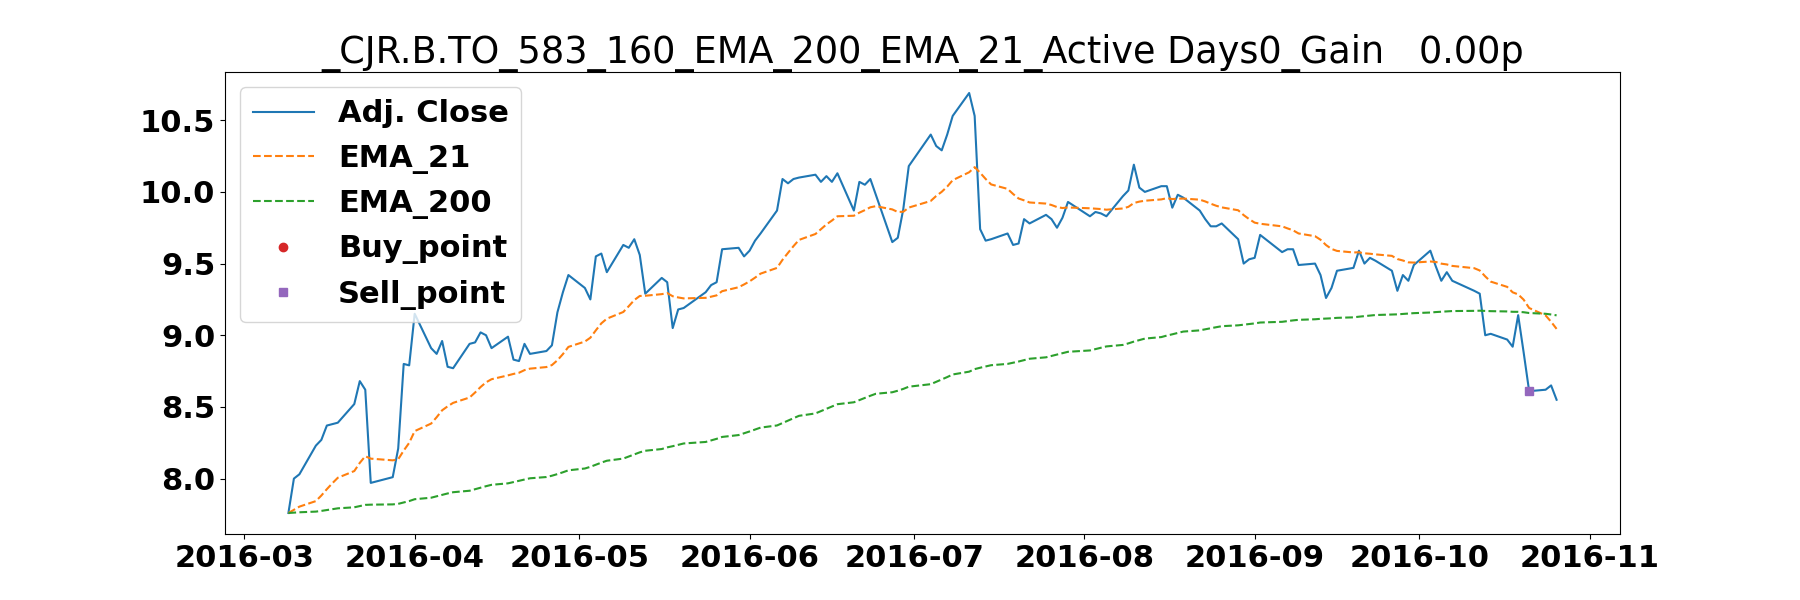 _CJR.B.TO_583_160_EMA_200_EMA_21_Active Days0_Gain   0.00p
Adj. Close
EMA_21
EMA_200
Buy_point
Sell_point
10.5
10.0
9.5
9.0
8.5
8.0
2016-03 2016-04 2016-05 2016-06 2016-07 2016-08 2016-09 2016-10 2016-11